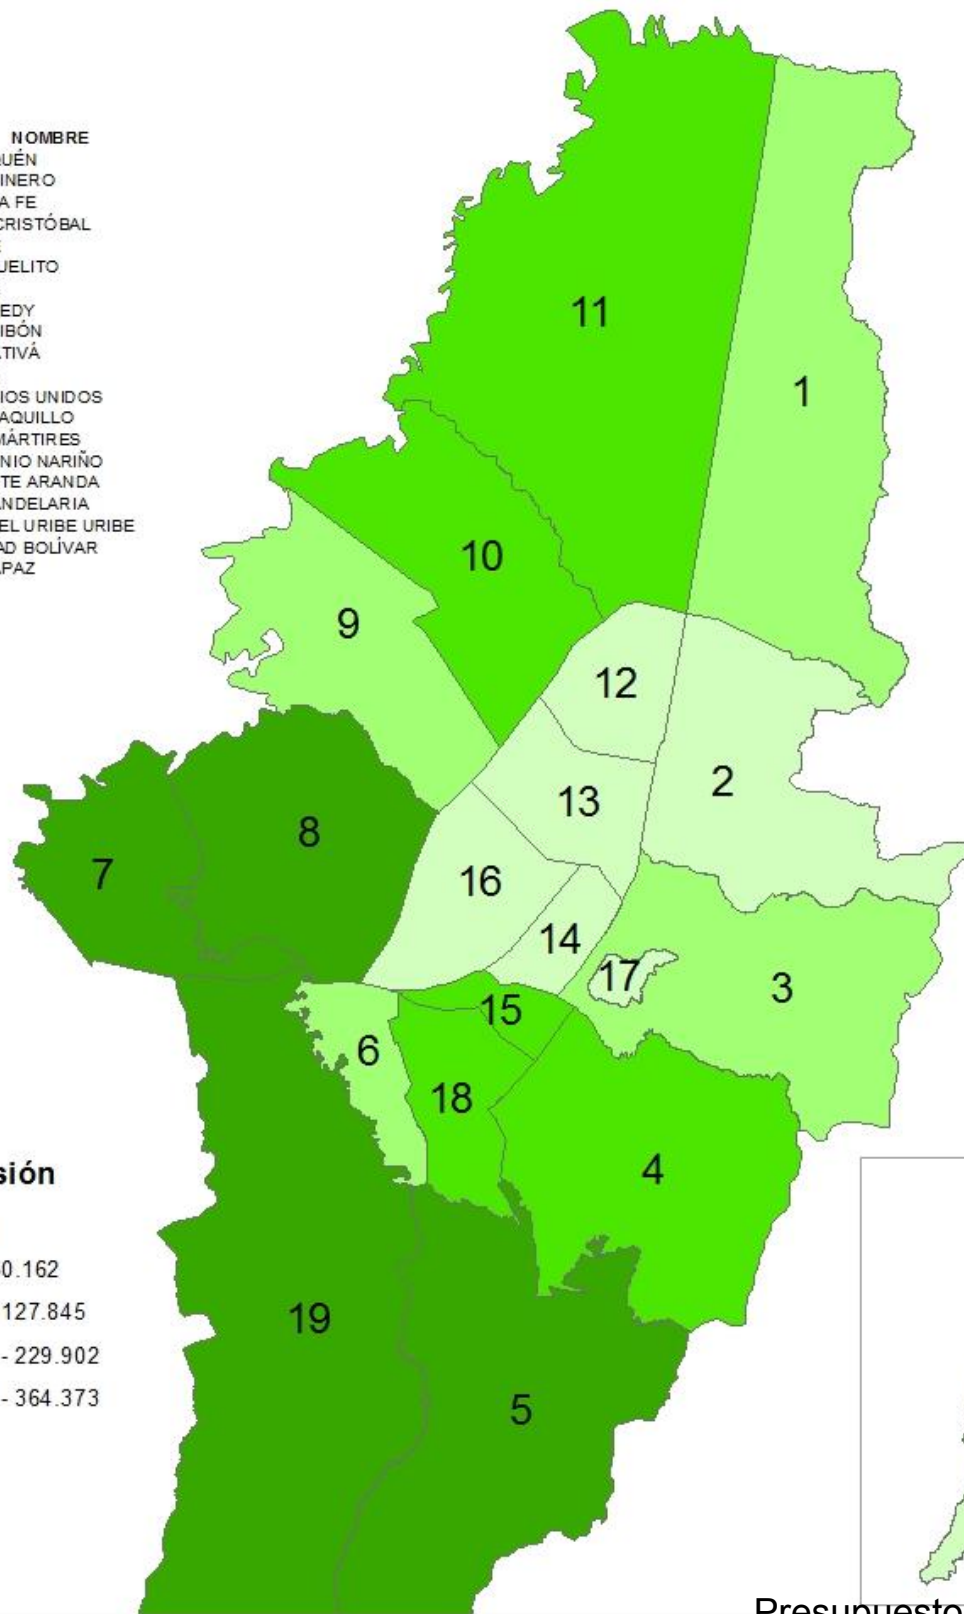 NOMBRE
UÉN
INERO
A FE
CRISTÓBAL
UELITO
EDY
IBÓN
TIVÁ
IOS UNIDOS
AQUILLO
MÁRTIRES
NIO NARIÑO
TE ARANDA
ANDELARIA
EL URIBE URIBE
AD BOLÍVAR
APAZ
11
1
10
9
12
2
13
8
7
16
14
17
3
15
6
18
4
sión
0.162
127.845
- 229.902
- 364.373
19
5
Presupuesto